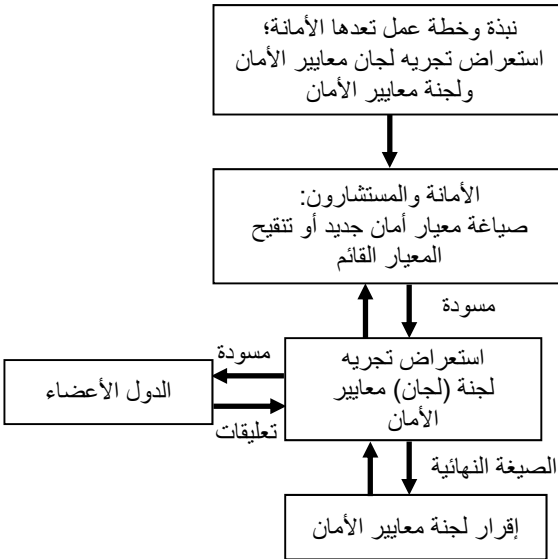 نبذة وخطة عمل تعدها الأمانة؛
استعراض تجريه لجان معايير الأمان
ولجنة معايير الأمان
الأمانة والمستشارون:
صياغة معيار أمان جديد أو تنقيح
المعيار القائم
مسودة
استعراض تجريه
لجنة (لجان) معايير
الأمان
مسودة
الدول الأعضاء
تعليقات
الصيغة النهائية
إقرار لجنة معايير الأمان